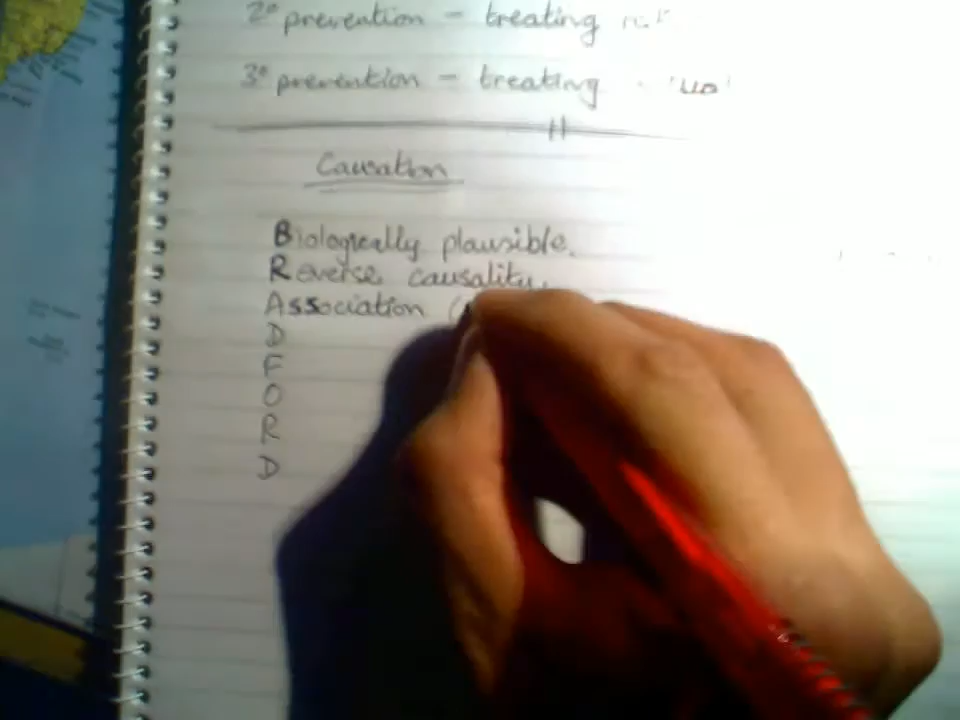 2° prevention - treating
3° prevention - treating
Causation
Biologically plausible.
Reverse causality.
Association (
D
F
O
R
D